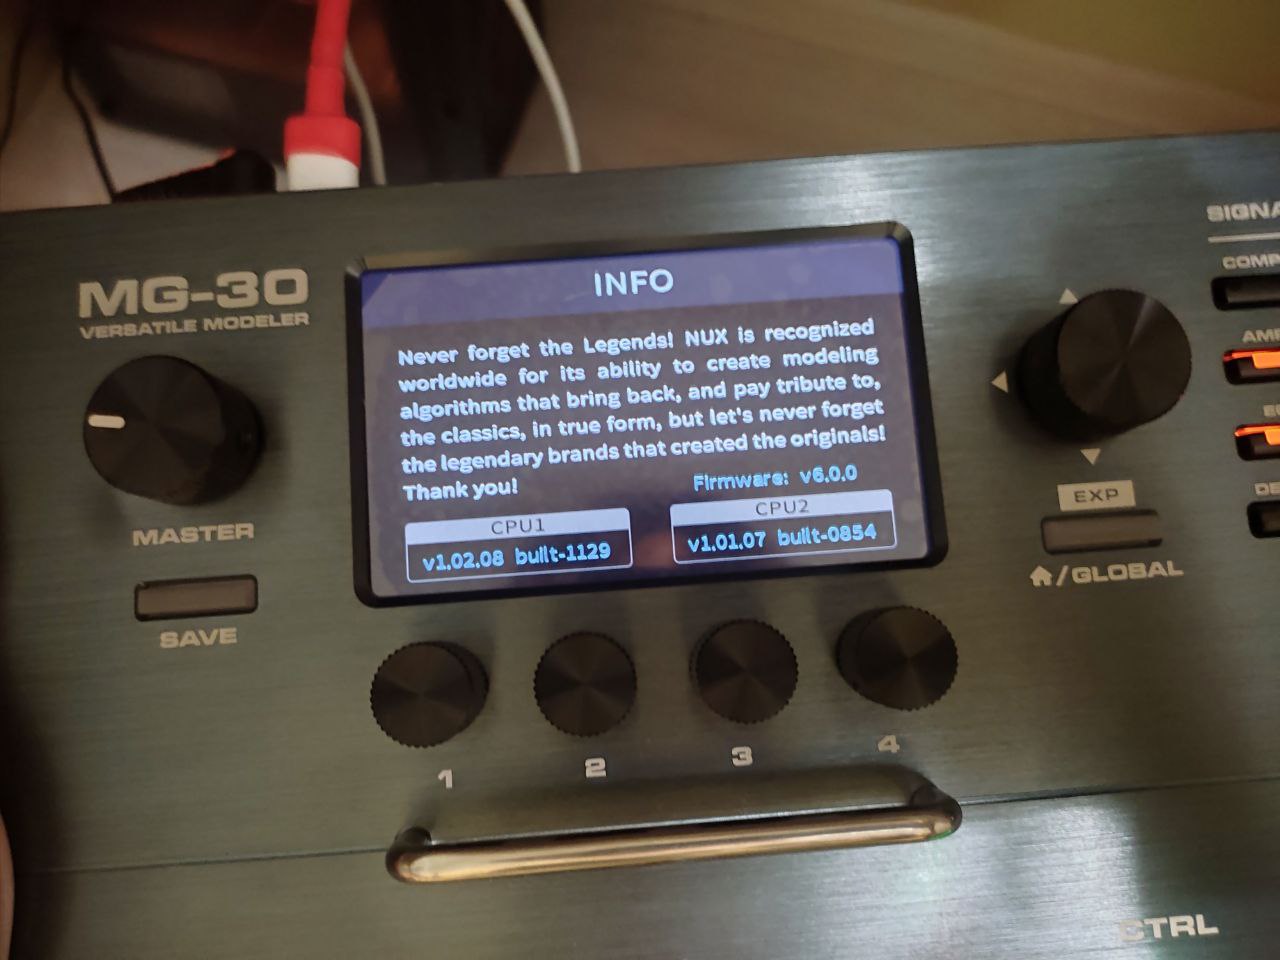 MG-30
VERSATILE MODELER
MASTER
SAVE
INFO
Never forget the Legends! NUX is recognized
worldwide for its ability to create modeling
algorithms that bring back, and pay tribute to,
the classics, in true form, but let's never forget
the legendary brands that created the originals!
Thank you!
Firmware: v6.0.0
CPU1
v1.02.08 built-1129
CPU2
v1.01.07 built-0854
1
2
3
4
EXP
/GLOBAL
CTRL